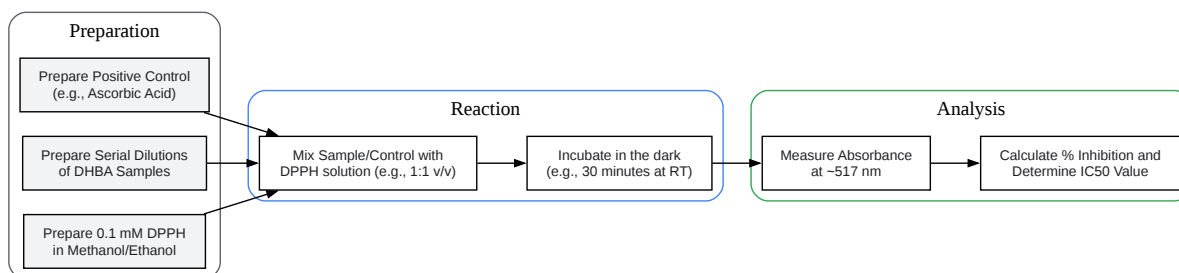 Preparation
Prepare Positive Control
(e.g., Ascorbic Acid)
Prepare Serial Dilutions
of DHBA Samples
Prepare 0.1 mM DPPH
in Methanol/Ethanol
Reaction
Mix Sample/Control with
DPPH solution (e.g., 1:1 v/v)
Incubate in the dark
(e.g., 30 minutes at RT)
Analysis
Measure Absorbance
at ~517 nm
Calculate % Inhibition and
Determine IC50 Value